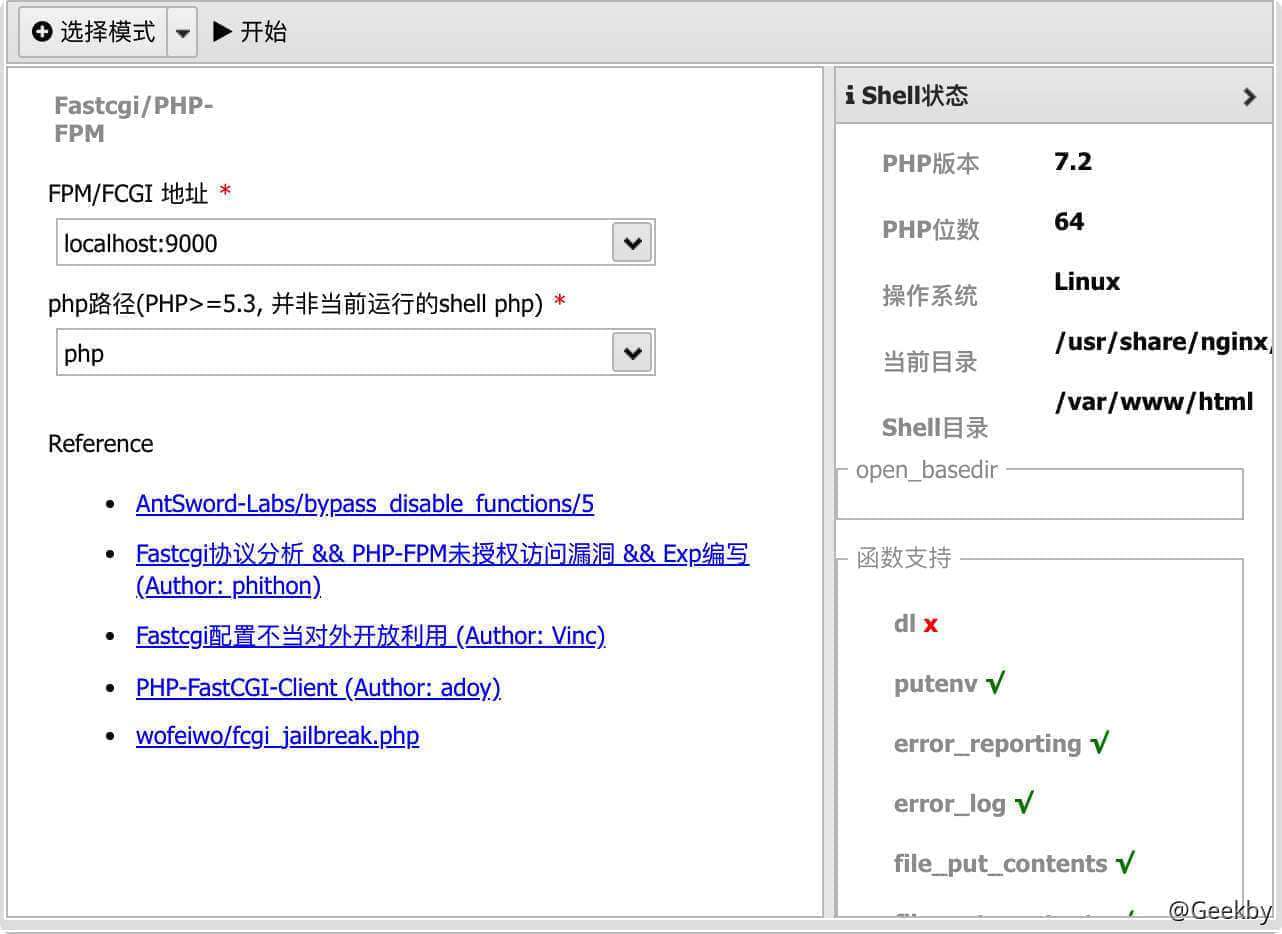 选择模式 开始
Fastcgi/PHP-
FPM
FPM/FCGI 地址 *
localhost:9000
php路径(PHP>=5.3, 并非当前运行的shell php) *
php
Reference
AntSword-Labs/bypass_disable_functions/5
Fastcgi协议分析 && PHP-FPM未授权访问漏洞 && Exp编写
(Author: phithon)
Fastcgi配置不当对外开放利用 (Author: Vinc)
PHP-FastCGI-Client (Author: adoy)
wofeiwo/fcgi_jailbreak.php
Shell状态
PHP版本 7.2
PHP位数 64
操作系统 Linux
当前目录 /usr/share/nginx/
Shell目录 /var/www/html
open_basedir
函数支持
dl x
putenv √
error_reporting √
error_log √
file_put_contents √
@Geekby